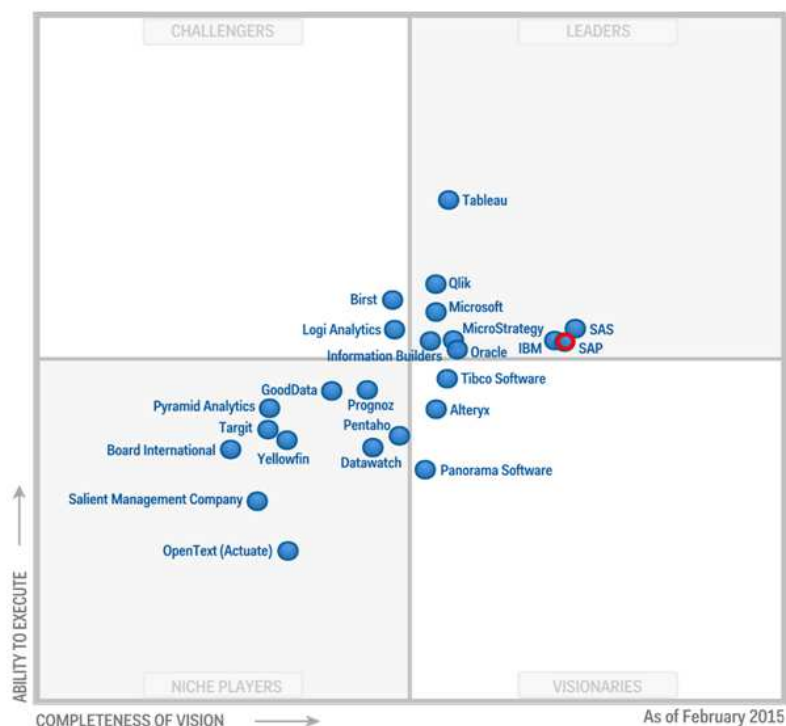 CHALLENGERS
LEADERS
Tableau
Qlik
Birst
Microsoft
Logi Analytics
MicroStrategy
SAS
Information Builders
Oracle
IBM
SAP
Tibco Software
GoodData
Prognoz
Pyramid Analytics
Alteryx
Targit
Pentaho
Board International
Yellowfin
Datawatch
Panorama Software
Salient Management Company
OpenText (Actuate)
ABILITY TO EXECUTE
NICHE PLAYERS
VISIONARIES
COMPLETENESS OF VISION
As of February 2015